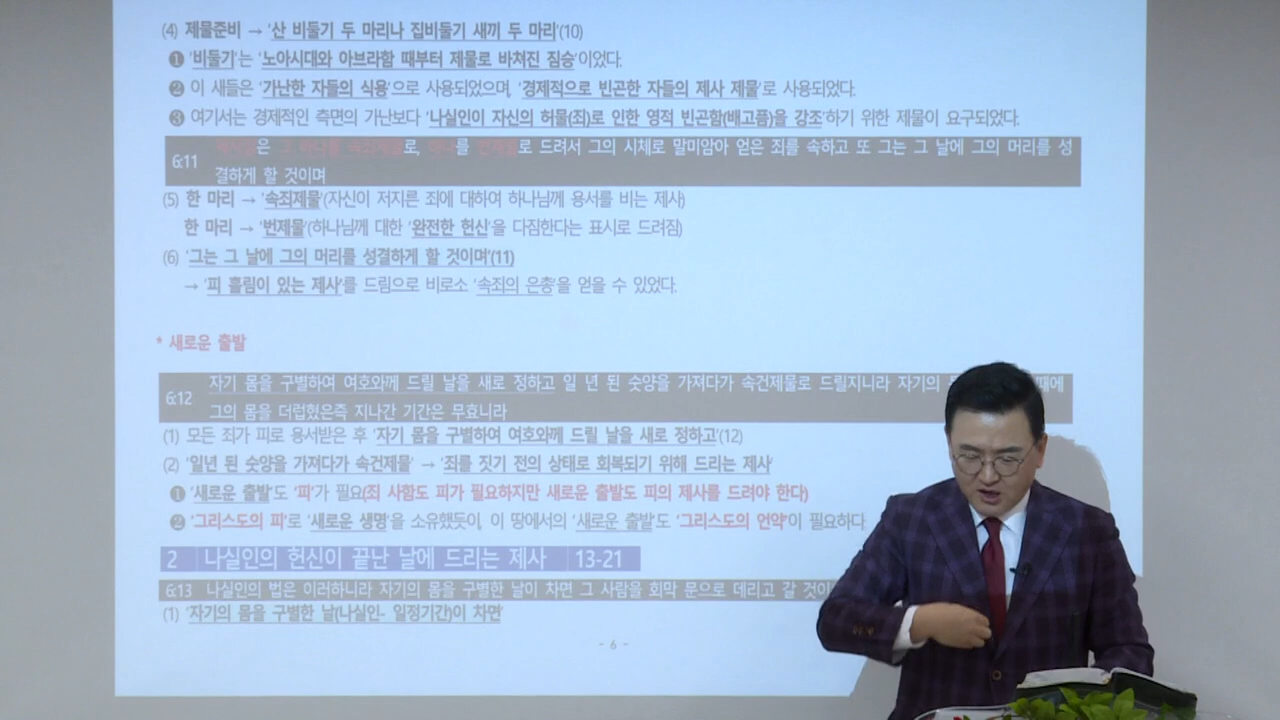 (4) 제물준비 → '산 비둘기 두 마리나 집비둘기 새끼 두 마리'(10)
❶ '비둘기'는 '노아시대와 아브라함 때부터 제물로 바쳐진 짐승'이었다.
❷ 이 새들은 '가난한 자들의 식용'으로 사용되었으며, '경제적으로 빈곤한 자들의 제사 제물'로 사용되었다.
❸ 여기서는 경제적인 측면의 가난보다 '나실인이 자신의 허물(죄)로 인한 영적 빈곤함(배고픔)을 강조'하기 위한 제물이 요구되었다.
6:11 제사장은 그 하나를 속죄제물로, 하나를 번제물로 드려서 그의 시체로 말미암아 얻은 죄를 속하고 또 그는 그 날에 그의 머리를 성
결하게 할 것이며
(5) 한 마리 → '속죄제물'(자신이 저지른 죄에 대하여 하나님께 용서를 비는 제사)
한 마리 → '번제물'(하나님께 대한 '완전한 헌신'을 다짐한다는 표시로 드려짐)
(6) '그는 그 날에 그의 머리를 성결하게 할 것이며'(11)
→ '피 흘림이 있는 제사'를 드림으로 비로소 '속죄의 은총'을 얻을 수 있었다.
* 새로운 출발
6:12 자기 몸을 구별하여 여호와께 드릴 날을 새로 정하고 일 년 된 숫양을 가져다가 속건제물로 드릴지니라 자기의 때에
그의 몸을 더럽혔은즉 지나간 기간은 무효니라
(1) 모든 죄가 피로 용서받은 후 '자기 몸을 구별하여 여호와께 드릴 날을 새로 정하고'(12)
(2) '일년 된 숫양을 가져다가 속건제물' → '죄를 짓기 전의 상태로 회복되기 위해 드리는 제사'
❶ '새로운 출발'도 '피'가 필요(죄 사함도 피가 필요하지만 새로운 출발도 피의 제사를 드려야 한다)
❷ '그리스도의 피'로 '새로운 생명'을 소유했듯이, 이 땅에서의 '새로운 출발'도 '그리스도의 언약'이 필요하다.
2 나실인의 헌신이 끝난 날에 드리는 제사 13-21
6:13 나실인의 법은 이러하니라 자기의 몸을 구별한 날이 차면 그 사람을 회막 문으로 데리고 갈 것이
(1) '자기의 몸을 구별한 날(나실인- 일정기간)이 차면'
- 6 -